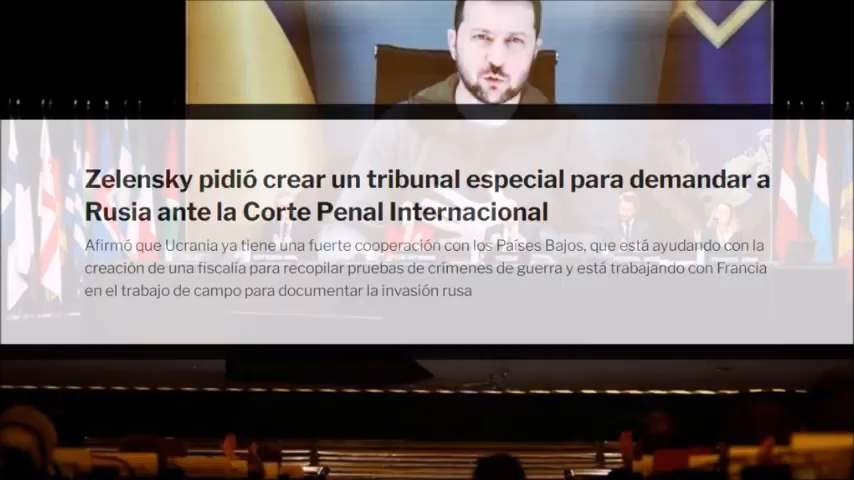 Zelensky pidió crear un tribunal especial para demandar a
Rusia ante la Corte Penal Internacional
Afirmó que Ucrania ya tiene una fuerte cooperación con los Países Bajos, que está ayudando con la
creación de una fiscalía para recopilar pruebas de crímenes de guerra y está trabajando con Francia
en el trabajo de campo para documentar la invasión rusa